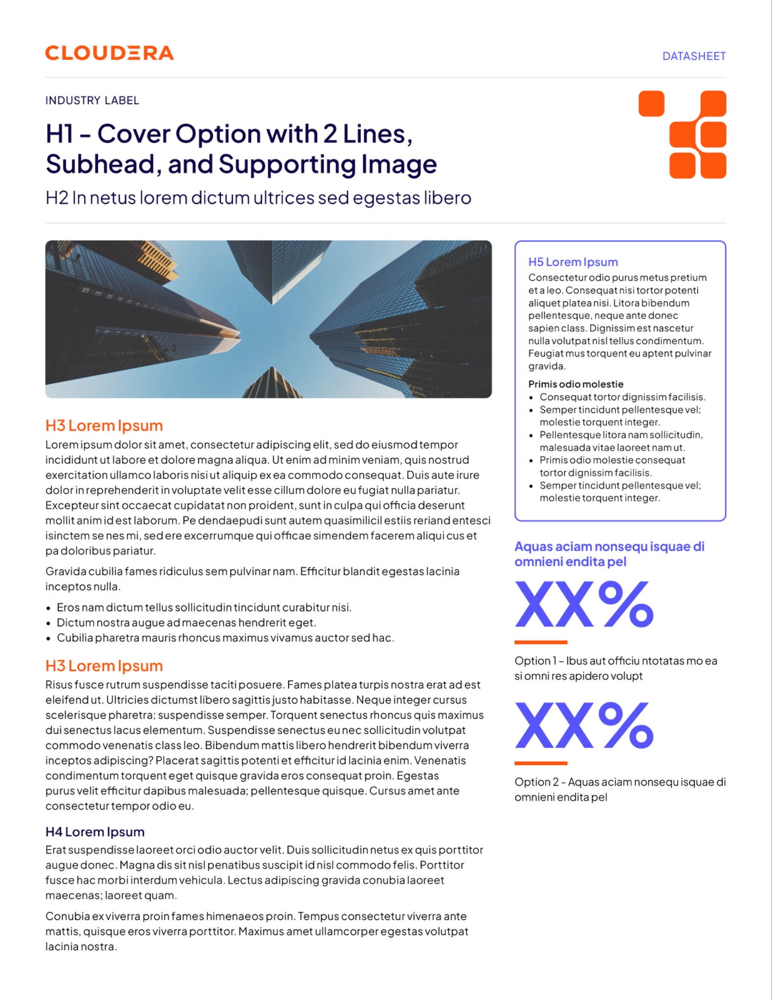 CLOUDERA
DATASHEET
INDUSTRY LABEL
H1 - Cover Option with 2 Lines,
Subhead, and Supporting Image
H2 In netus lorem dictum ultrices sed egestas libero
H3 Lorem Ipsum
Lorem ipsum dolor sit amet, consectetur adipiscing elit, sed do eiusmod tempor
incididunt ut labore et dolore magna aliqua. Ut enim ad minim veniam, quis nostrud
exercitation ullamco laboris nisi ut aliquip ex ea commodo consequat. Duis aute irure
dolor in reprehenderit in voluptate velit esse cillum dolore eu fugiat nulla pariatur.
Excepteur sint occaecat cupidatat non proident, sunt in culpa qui officia deserunt
mollit anim id est laborum. Pe dendaepudi sunt autem quasimilicil estiis reriand entesci
isinctem se nes mi, sed ere excerrumque qui officae simendem facerem aliqui cus et
pa doloribus pariatur.
Gravida cubilia fames ridiculus sem pulvinar nam. Efficitur blandit egestas lacinia
inceptos nulla.
• Eros nam dictum tellus sollicitudin tincidunt curabitur nisi.
• Dictum nostra augue ad maecenas hendrerit eget.
• Cubilia pharetra mauris rhoncus maximus vivamus auctor sed hac.
H3 Lorem Ipsum
Risus fusce rutrum suspendisse taciti posuere. Fames platea turpis nostra erat ad est
eleifend ut. Ultricies dictumst libero sagittis justo habitasse. Neque integer cursus
scelerisque pharetra; suspendisse semper. Torquent senectus rhoncus quis maximus
dui senectus lacus elementum. Suspendisse senectus eu nec sollicitudin volutpat
commodo venenatis class leo. Bibendum mattis libero hendrerit bibendum viverra
inceptos adipiscing? Placerat sagittis potenti et efficitur id lacinia enim. Venenatis
condimentum torquent eget quisque gravida eros consequat proin. Egestas
purus velit efficitur dapibus malesuada; pellentesque quisque. Cursus amet ante
consectetur tempor odio eu.
H4 Lorem Ipsum
Erat suspendisse laoreet orci odio auctor velit. Duis sollicitudin netus ex quis porttitor
augue donec. Magna dis sit nisl penatibus suscipit id nisl commodo felis. Porttitor
fusce hac morbi interdum vehicula. Lectus adipiscing gravida conubia laoreet
maecenas; laoreet quam.
Conubia ex viverra proin fames himenaeos proin. Tempus consectetur viverra ante
mattis, quisque eros viverra porttitor. Maximus amet ullamcorper egestas volutpat
lacinia nostra.
H5 Lorem Ipsum
Consectetur odio purus metus pretium
et a leo. Consequat nisi tortor potenti
aliquet platea nisi. Litora bibendum
pellentesque, neque ante donec
sapien class. Dignissim est nascetur
nulla volutpat nisl tellus condimentum.
Feugiat mus torquent eu aptent pulvinar
gravida.
Primis odio molestie
• Consequat tortor dignissim facilisis.
• Semper tincidunt pellentesque vel;
molestie torquent integer.
• Pellentesque litora nam sollicitudin,
malesuada vitae laoreet nam ut.
• Primis odio molestie consequat
tortor dignissim facilisis.
• Semper tincidunt pellentesque vel;
molestie torquent integer.
Aquas aciam nonsequ isquae di
omnieni endita pel
XX%
Option 1 – Ibus aut officiu ntotatas mo ea
si omni res apidero volupt
XX%
Option 2 - Aquas aciam nonsequ isquae di
omnieni endita pel